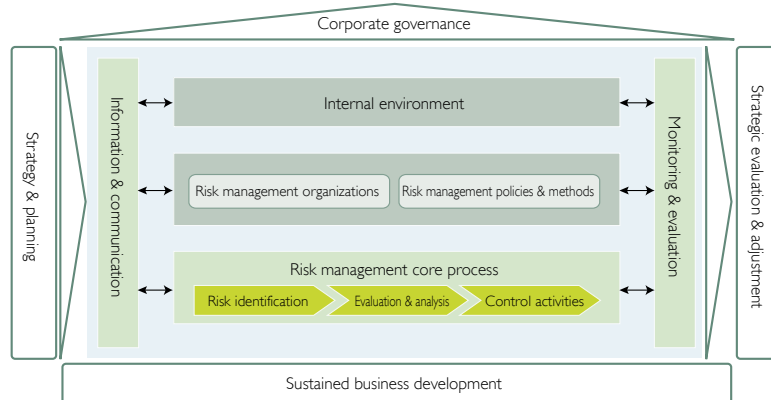 Corporate governance
Strategy & planning
Information & communication
Internal environment
Risk management organizations
Risk management policies & methods
Risk management core process
Risk identification
Evaluation & analysis
Control activities
Monitoring & evaluation
Strategic evaluation & adjustment
Sustained business development